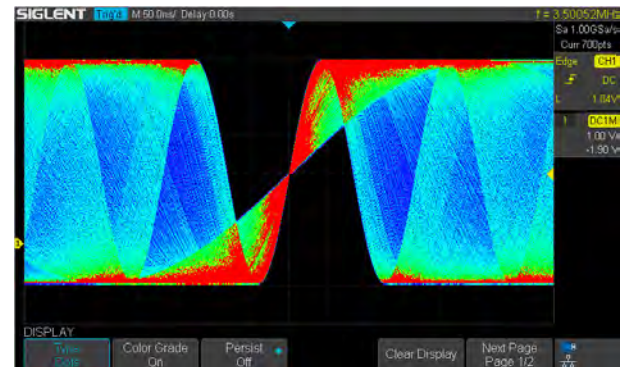 SIGLENT Trig'd M 50.0ns/ Delay:0.00s f = 3.50052MHz
Sa 1.00GSa/s
Curr 700pts
Edge CH1
DC
L 1.04V
1 DC1M
1.00 V/
-1.90 V
DISPLAY
Type Color Grade Persist Clear Display Next Page
On Off Page 1/2